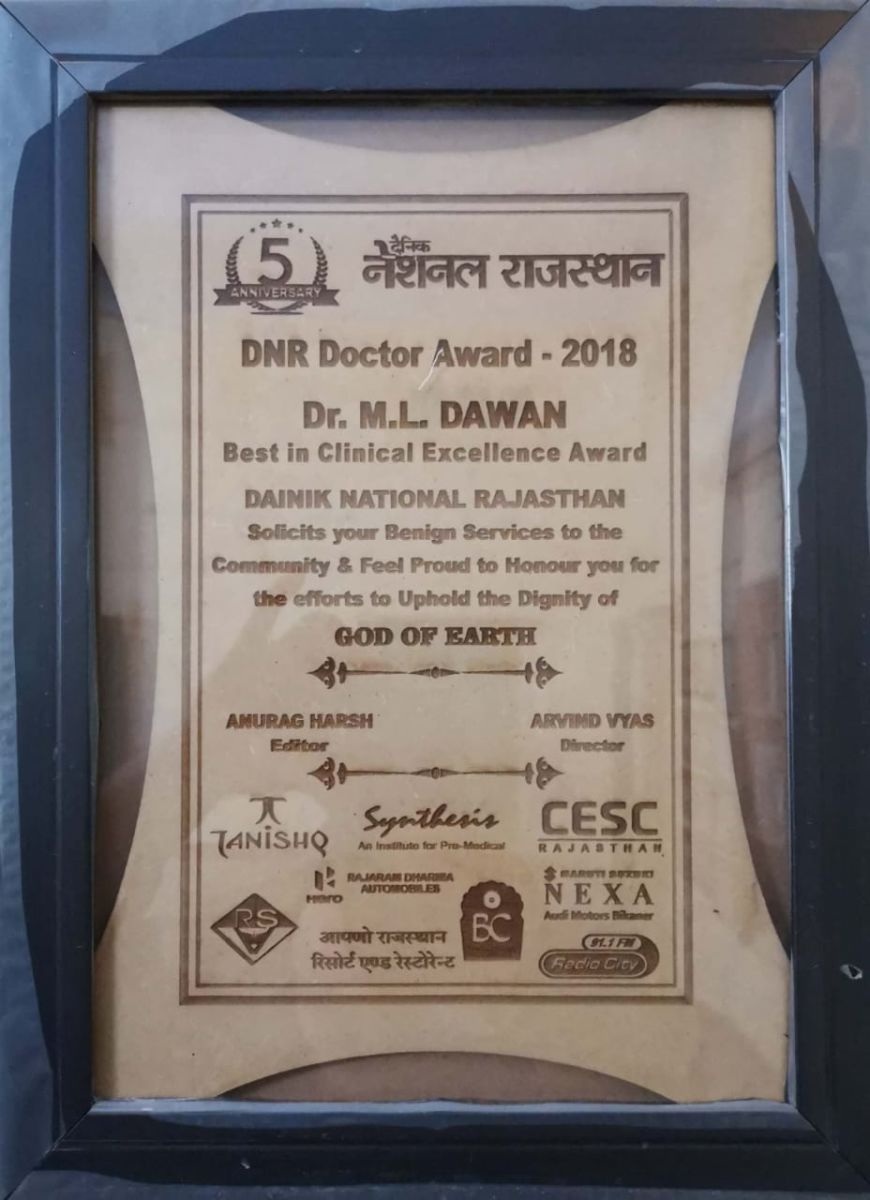 5
ANNIVERSARY
दैनिक
नेशनल राजस्थान
DNR Doctor Award - 2018
Dr. M.L. DAWAN
Best in Clinical Excellence Award
DAINIK NATIONAL RAJASTHAN
Solicits your Benign Services to the
Community & Feel Proud to Honour you for
the efforts to Uphold the Dignity of
GOD OF EARTH
ANURAG HARSH ARVIND VYAS
Editor Director
TANISHQ
Synthesis
An Institute for Pre-Medical
CESC
RAJASTHAN
Hero
RAJARAM DHARNIA
AUTOMOBILES
MARUTI SUZUKI
NEXA
Audi Motors Bikaner
RS
आपणो राजस्थान
रिसोर्ट एण्ड रेस्टोरेन्ट
BC
91.1 FM
Radio City